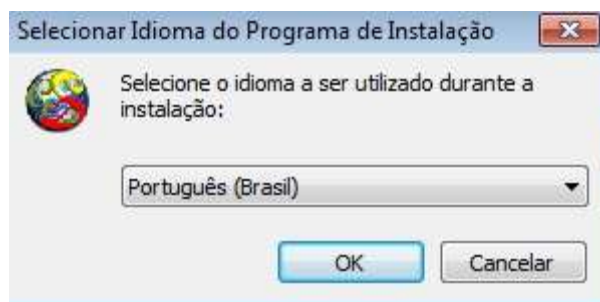 Selecionar Idioma do Programa de Instalação
Selecione o idioma a ser utilizado durante a
instalação:
Português (Brasil)
OK Cancelar